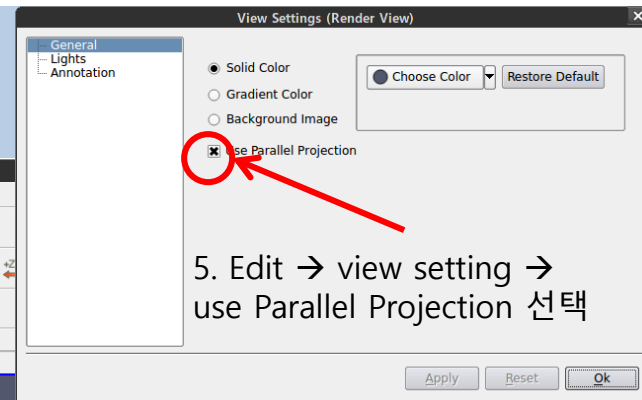 View Settings (Render View)
General
Lights
Annotation
Solid Color
Gradient Color
Background Image
Choose Color
Restore Default
Use Parallel Projection
5. Edit → view setting →
use Parallel Projection 선택
+Z
Apply
Reset
Ok